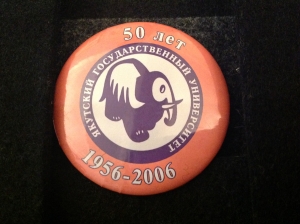 50 лет
ЯКУТСКИЙ ГОСУДАРСТВЕННЫЙ УНИВЕРСИТЕТ
1956-2006